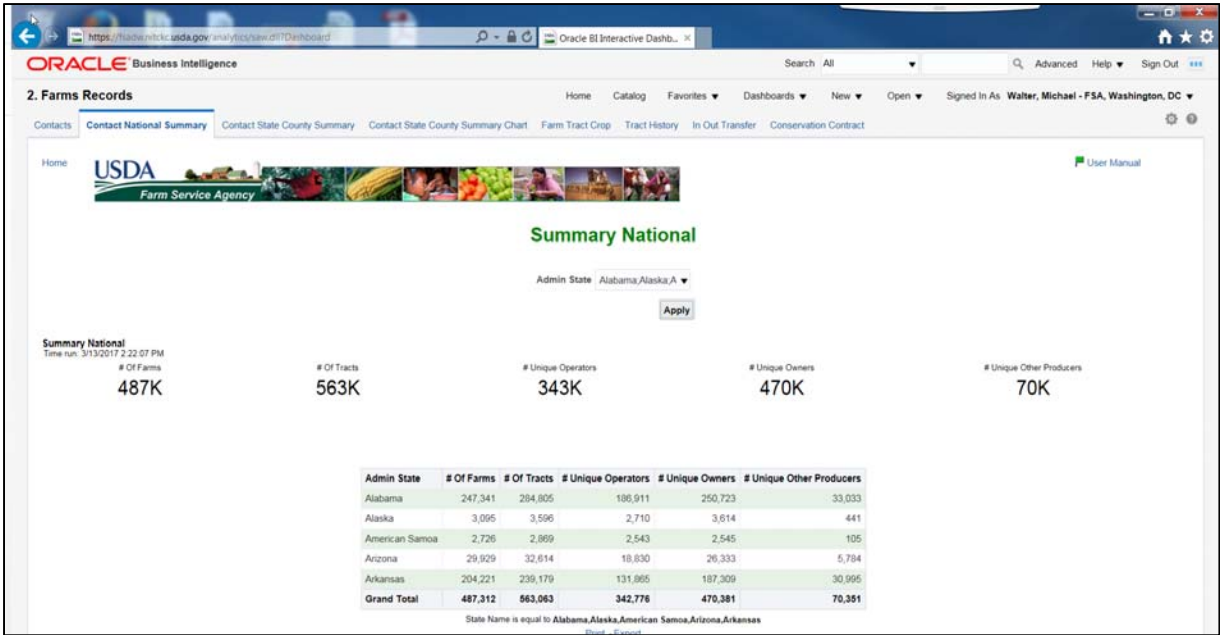 https://fsadw.nitckc.usda.gov/analytics/saw.dll?Dashboard
Oracle BI Interactive Dashb...
ORACLE Business Intelligence
Search All Advanced Help Sign Out
2. Farms Records
Home Catalog Favorites Dashboards New Open Signed In As Walter, Michael - FSA, Washington, DC
Contacts Contact National Summary Contact State County Summary Contact State County Summary Chart Farm Tract Crop Tract History In Out Transfer Conservation Contract
Home
USDA
Farm Service Agency
User Manual
Summary National
Admin State Alabama;Alaska;A
Apply
Summary National
Time run: 3/13/2017 2:22:07 PM
# Of Farms # Of Tracts # Unique Operators # Unique Owners # Unique Other Producers
487K 563K 343K 470K 70K
Admin State # Of Farms # Of Tracts # Unique Operators # Unique Owners # Unique Other Producers
Alabama 247,341 284,805 186,911 250,723 33,033
Alaska 3,095 3,596 2,710 3,614 441
American Samoa 2,726 2,869 2,543 2,545 105
Arizona 29,929 32,614 18,830 26,333 5,784
Arkansas 204,221 239,179 131,865 187,309 30,995
Grand Total 487,312 563,063 342,776 470,381 70,351
State Name is equal to Alabama,Alaska,American Samoa,Arizona,Arkansas
Print - Export